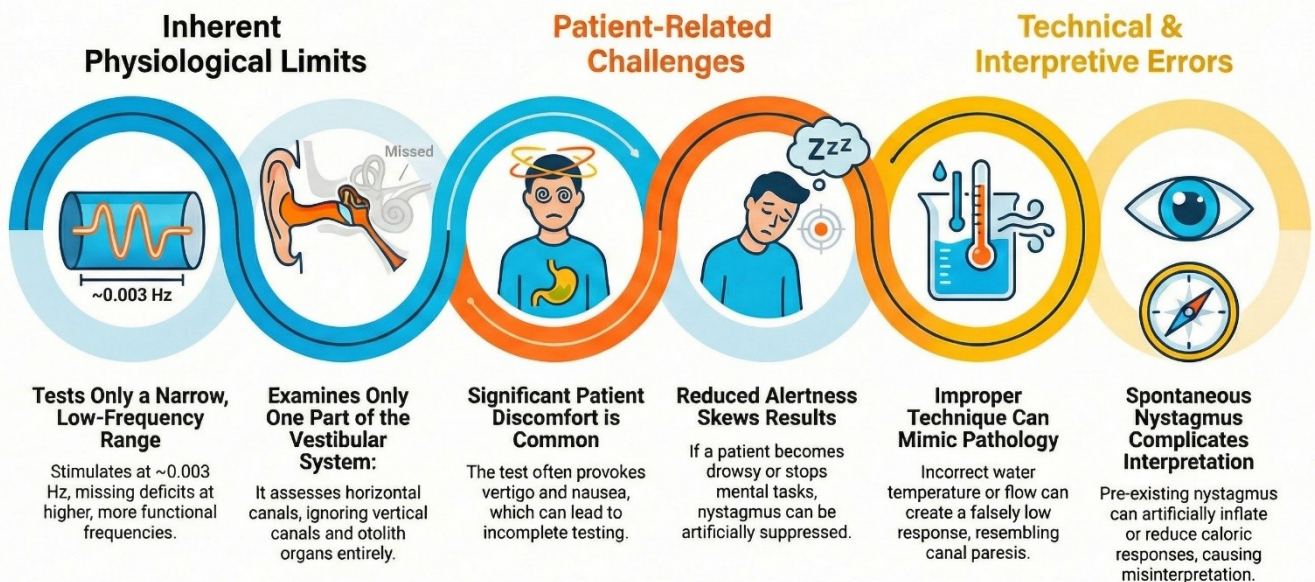 Inherent
Physiological Limits
Patient-Related
Challenges
Technical &
Interpretive Errors
~0.003 Hz
Missed
Zzz
Tests Only a Narrow,
Low-Frequency
Range
Stimulates at ~0.003
Hz, missing deficits at
higher, more functional
frequencies.
Examines Only
One Part of the
Vestibular
System:
It assesses horizontal
canals, ignoring vertical
canals and otolith
organs entirely.
Significant Patient
Discomfort is
Common
The test often provokes
vertigo and nausea,
which can lead to
incomplete testing.
Reduced Alertness
Skews Results
If a patient becomes
drowsy or stops
mental tasks,
nystagmus can be
artificially suppressed.
Improper
Technique Can
Mimic Pathology
Incorrect water
temperature or flow can
create a falsely low
response, resembling
canal paresis.
Spontaneous
Nystagmus
Complicates
Interpretation
Pre-existing nystagmus
can artificially inflate
or reduce caloric
responses, causing
misinterpretation.